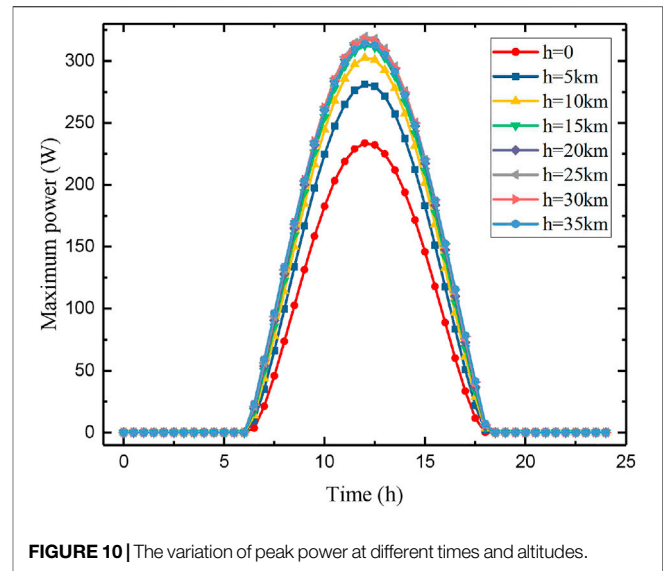 300
250
200
150
100
50
0
Maximum power (W)
h=0
h=5km
h=10km
h=15km
h=20km
h=25km
h=30km
h=35km
0 5 10 15 20 25
Time (h)
FIGURE 10 | The variation of peak power at different times and altitudes.